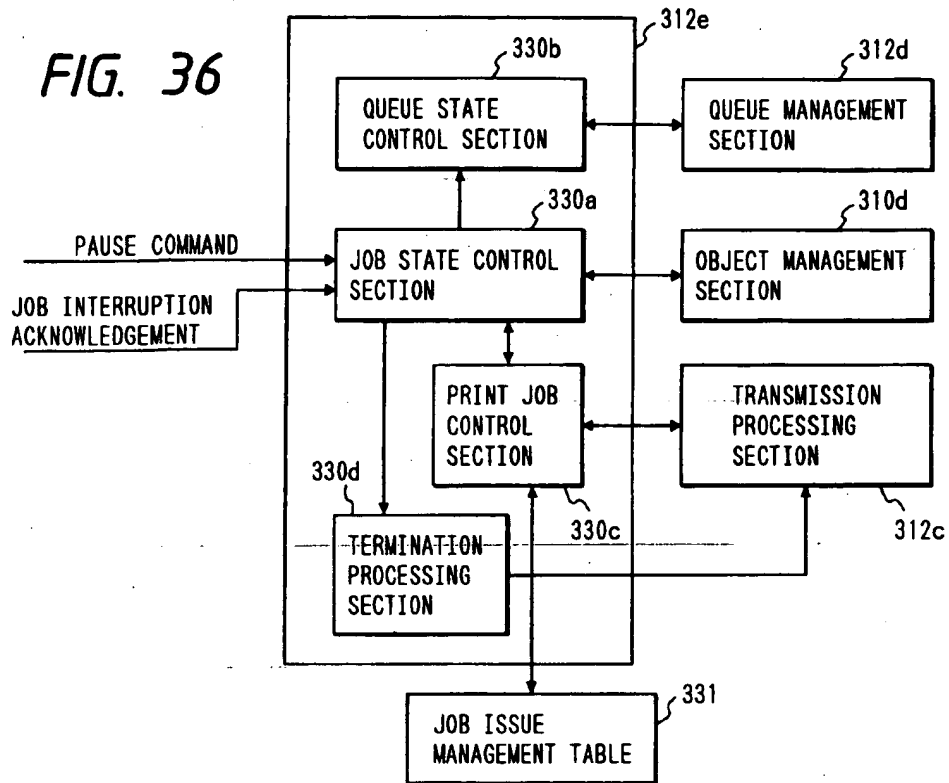 FIG. 36
312e
330b
312d
QUEUE STATE
CONTROL SECTION
QUEUE MANAGEMENT
SECTION
330a
310d
PAUSE COMMAND
JOB STATE CONTROL
SECTION
OBJECT MANAGEMENT
SECTION
JOB INTERRUPTION
ACKNOWLEDGEMENT
PRINT JOB
CONTROL
SECTION
TRANSMISSION
PROCESSING
SECTION
330d
330c
312c
TERMINATION
PROCESSING
SECTION
331
JOB ISSUE
MANAGEMENT TABLE